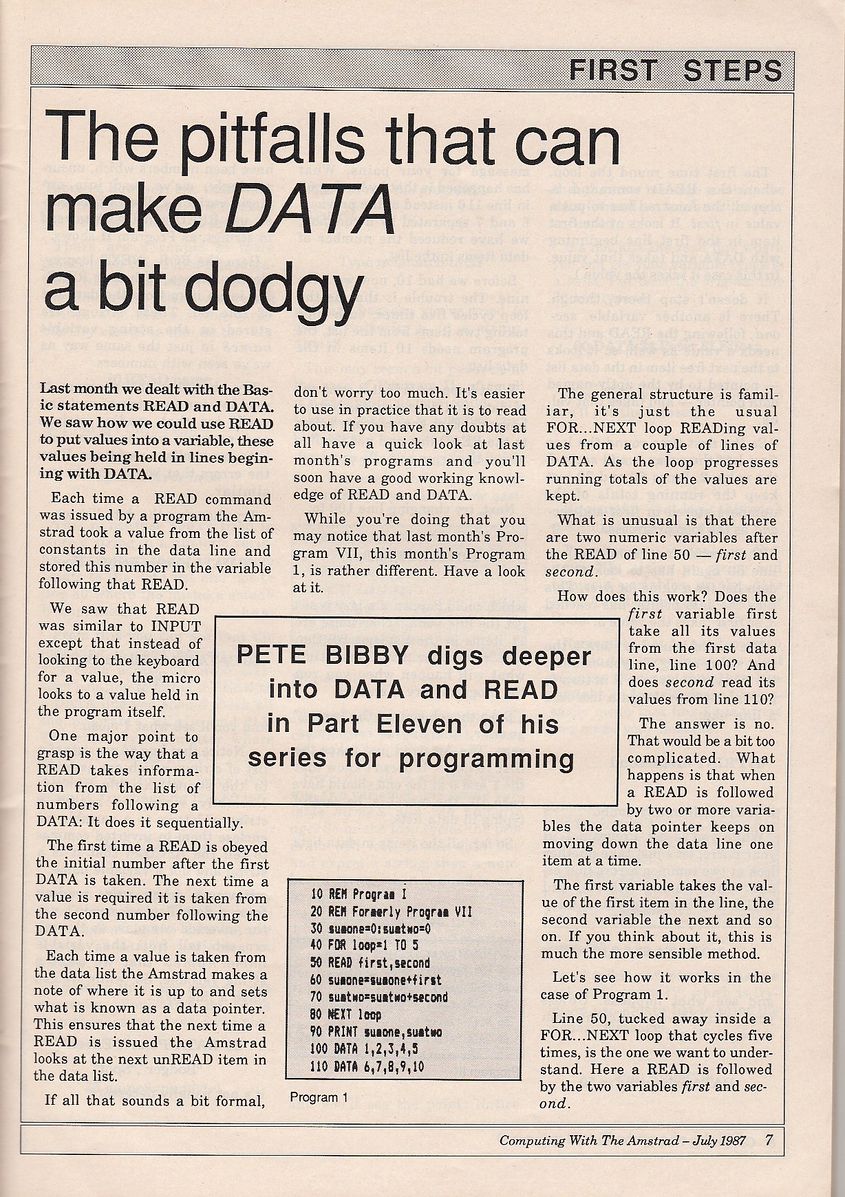 FIRST STEPS
The pitfalls that can
make DATA
a bit dodgy
Last month we dealt with the Bas-
ic statements READ and DATA.
We saw how we could use READ
to put values into a variable, these
values being held in lines begin-
ing with DATA.
Each time a READ command
was issued by a program the Am-
strad took a value from the list of
constants in the data line and
stored this number in the variable
following that READ.
We saw that READ
was similar to INPUT
except that instead of
looking to the keyboard
for a value, the micro
looks to a value held in
the program itself.
One major point to
grasp is the way that a
READ takes informa-
tion from the list of
numbers following a
DATA: It does it sequentially.
The first time a READ is obeyed
the initial number after the first
DATA is taken. The next time a
value is required it is taken from
the second number following the
DATA.
Each time a value is taken from
the data list the Amstrad makes a
note of where it is up to and sets
what is known as a data pointer.
This ensures that the next time a
READ is issued the Amstrad
looks at the next unREAD item in
the data list.
If all that sounds a bit formal,
don't worry too much. It's easier
to use in practice that it is to read
about. If you have any doubts at
all have a quick look at last
month's programs and you'll
soon have a good working knowl-
edge of READ and DATA.
While you're doing that you
may notice that last month's Pro-
gram VII, this month's Program
1, is rather different. Have a look
at it.
PETE BIBBY digs deeper
into DATA and READ
in Part Eleven of his
series for programming
10 REM Program I
20 REM Formerly Program VII
30 sumone=0:sumtwo=0
40 FOR loop=1 TO 5
50 READ first,second
60 sumone=sumone+first
70 sumtwo=sumtwo+second
80 NEXT loop
90 PRINT sumone,sumtwo
100 DATA 1,2,3,4,5
110 DATA 6,7,8,9,10
Program 1
The general structure is famil-
iar, it's just the usual
FOR...NEXT loop READing val-
ues from a couple of lines of
DATA. As the loop progresses
running totals of the values are
kept.
What is unusual is that there
are two numeric variables after
the READ of line 50 — first and
second.
How does this work? Does the
first variable first
take all its values
from the first data
line, line 100? And
does second read its
values from line 110?
The answer is no.
That would be a bit too
complicated. What
happens is that when
a READ is followed
by two or more varia-
bles the data pointer keeps on
moving down the data line one
item at a time.
The first variable takes the val-
ue of the first item in the line, the
second variable the next and so
on. If you think about it, this is
much the more sensible method.
Let's see how it works in the
case of Program 1.
Line 50, tucked away inside a
FOR...NEXT loop that cycles five
times, is the one we want to under-
stand. Here a READ is followed
by the two variables first and sec-
ond.
Computing With The Amstrad – July 1987 7